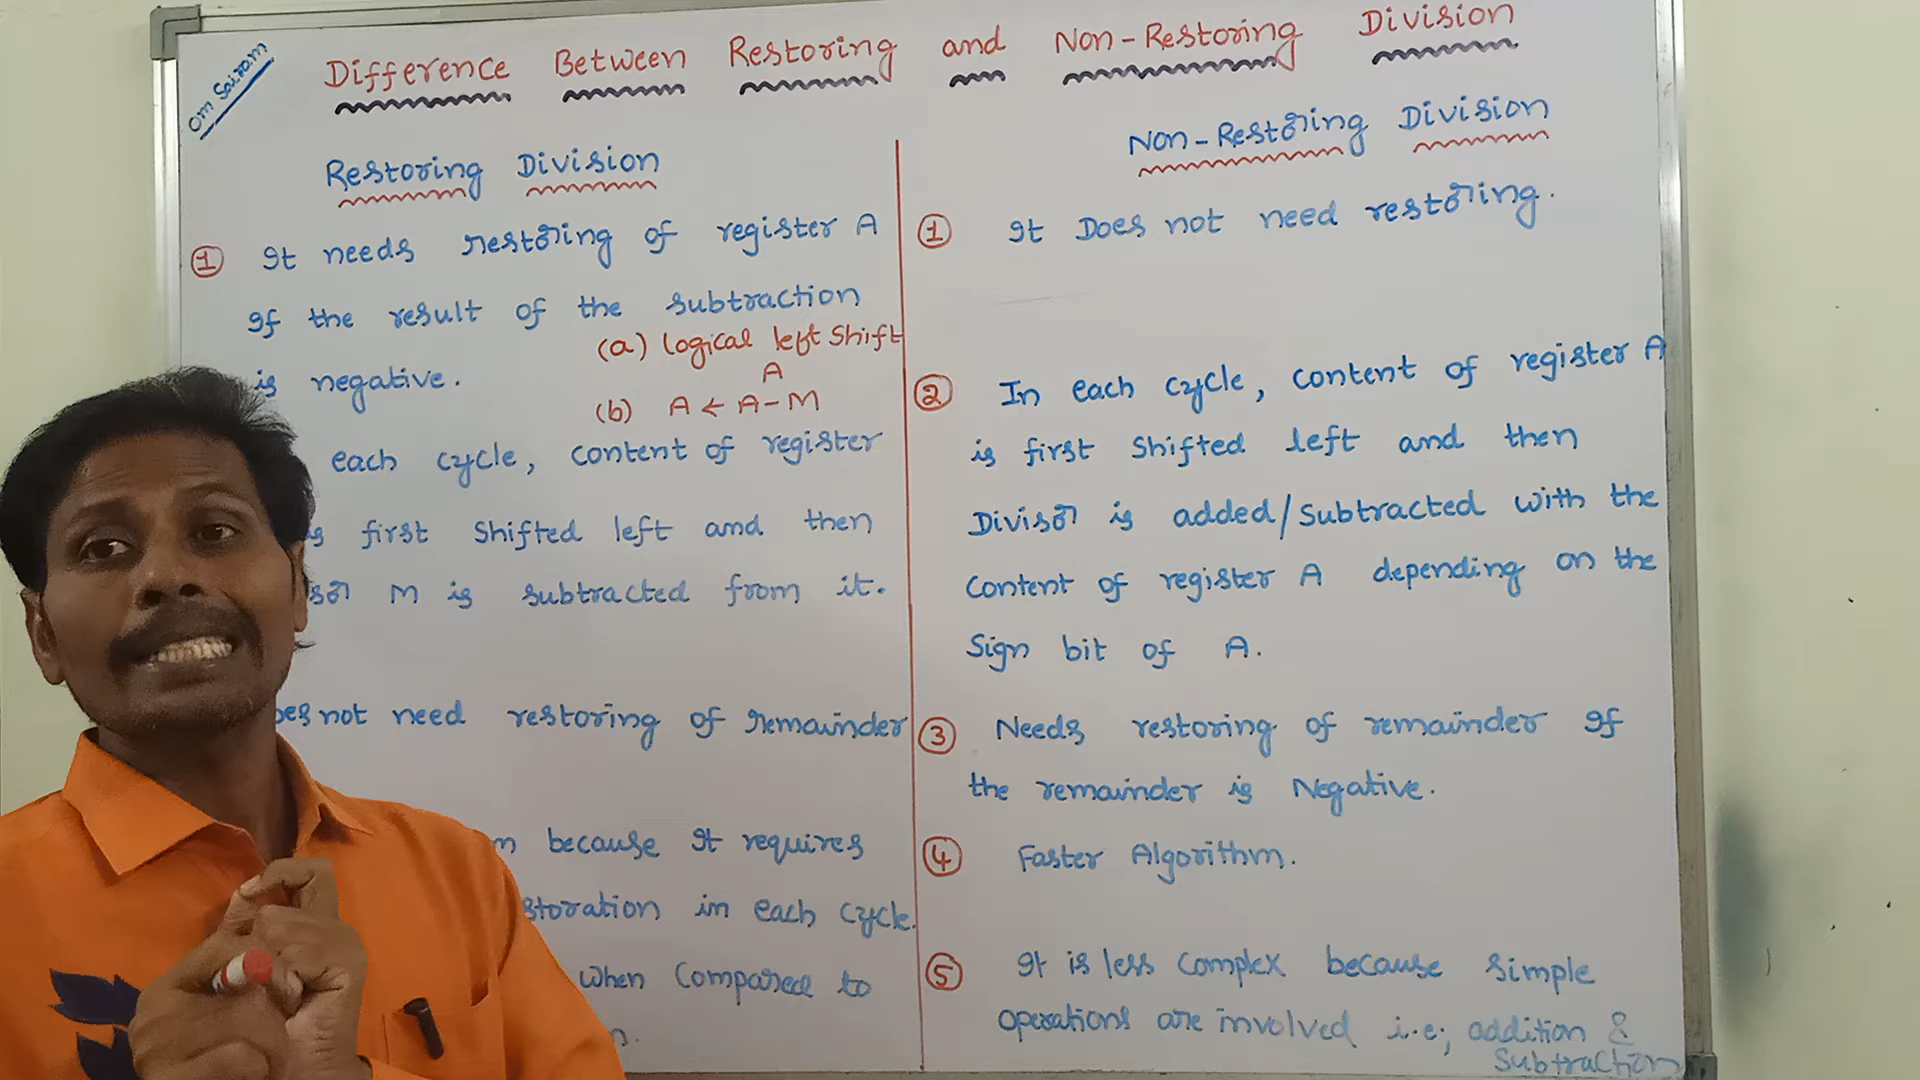 Om Sairam
Difference Between Restoring and Non-Restoring Division
Restoring Division
① It needs restoring of register A
If the result of the subtraction
is negative.
(a) Logical left Shift
A
(b) A ← A - M
each cycle, content of register
first Shifted left and then
M is subtracted from it.
not need restoring of remainder
because It requires
in each cycle.
when compared to
Non-Restoring Division
① It Does not need restoring.
② In each cycle, content of register A
is first Shifted left and then
Divisor is added/Subtracted with the
content of register A depending on the
Sign bit of A.
③ Needs restoring of remainder If
the remainder is Negative.
④ Faster Algorithm.
⑤ It is less complex because simple
operations are involved i.e; addition &
Subtraction